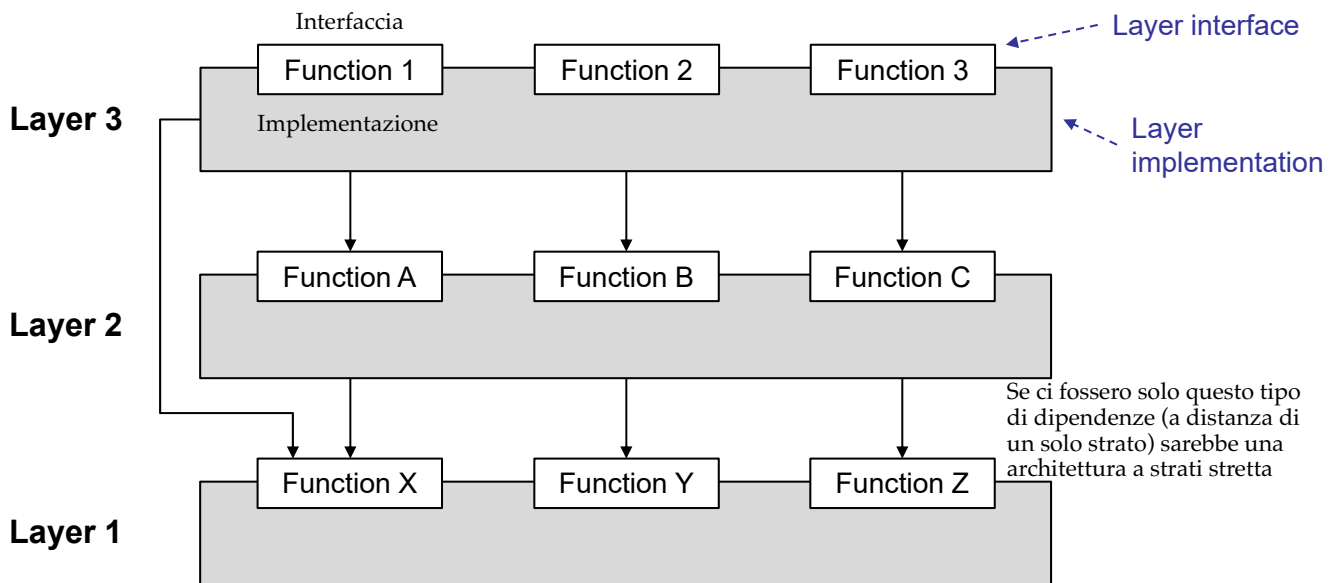 Interfaccia
Layer interface
Function 1
Function 2
Function 3
Layer 3
Implementazione
Layer
implementation
Function A
Function B
Function C
Layer 2
Se ci fossero solo questo tipo
di dipendenze (a distanza di
un solo strato) sarebbe una
architettura a strati stretta
Function X
Function Y
Function Z
Layer 1